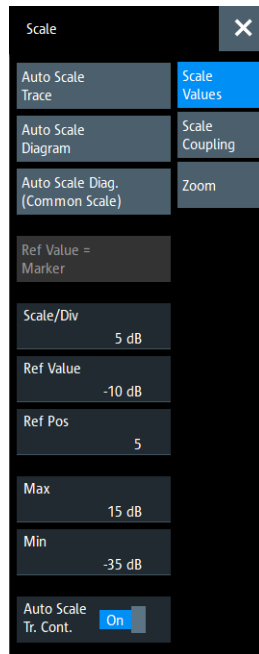 Scale
Auto Scale
Trace
Auto Scale
Diagram
Auto Scale Diag.
(Common Scale)
Ref Value =
Marker
Scale/Div
5 dB
Ref Value
-10 dB
Ref Pos
5
Max
15 dB
Min
-35 dB
Auto Scale
Tr. Cont.
On
Scale
Values
Scale
Coupling
Zoom